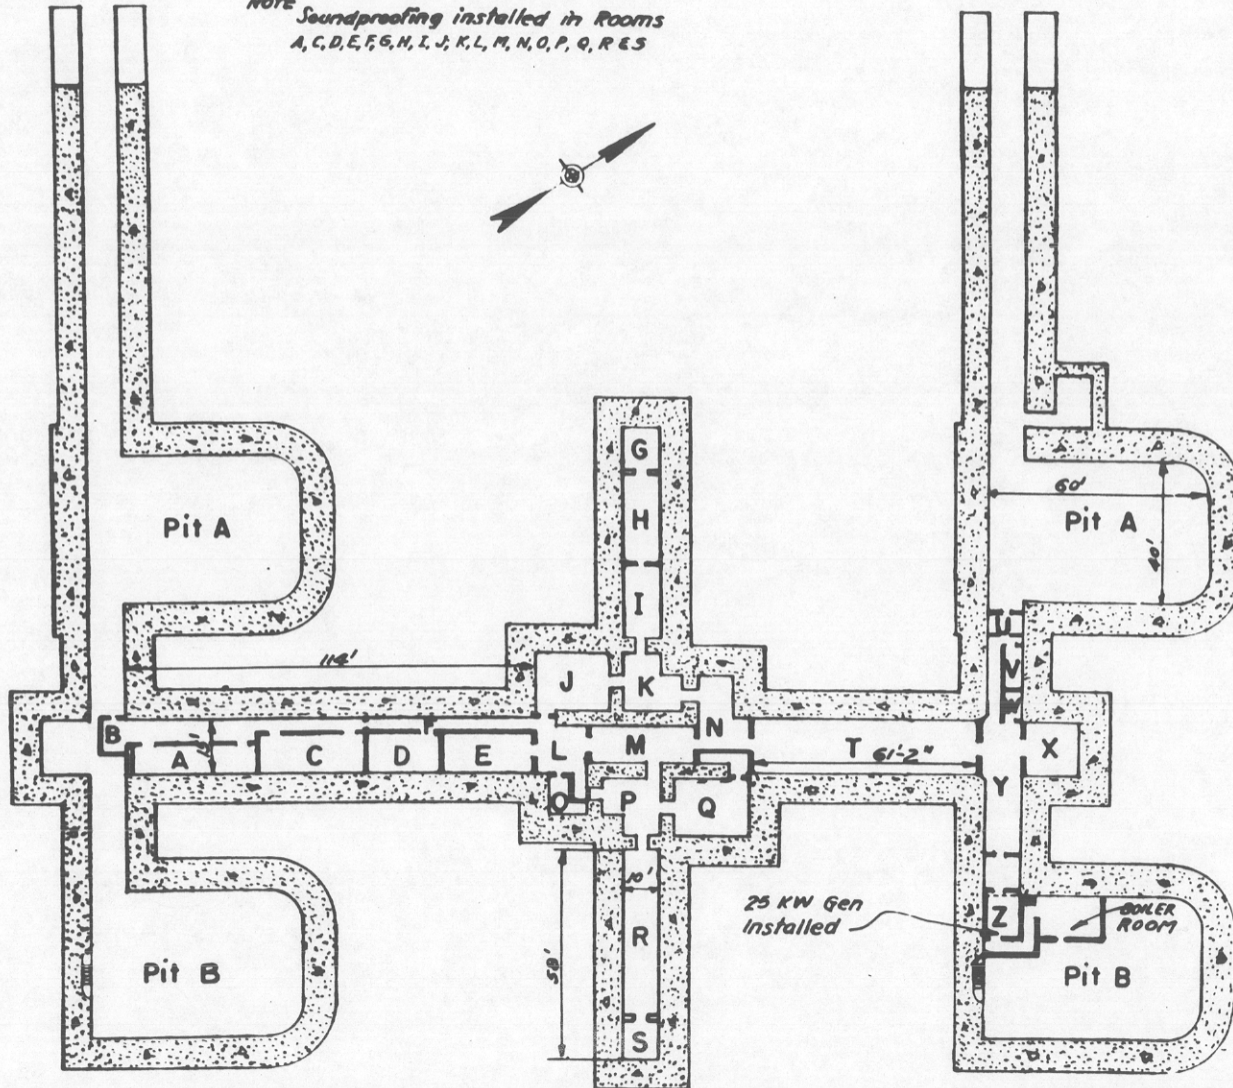 NOTE
Soundproofing installed in Rooms
A, C, D, E, F, G, H, I, J, K, L, M, N, O, P, Q, R & S
G
H
I
Pit A
60'
Pit A
40'
114'
J
K
U
V
W
B
A
C
D
E
L
M
N
T
61'-2"
X
Y
O
P
Q
10'
R
58'
S
25 KW Gen
Installed
Z
BOILER
ROOM
Pit B
Pit B